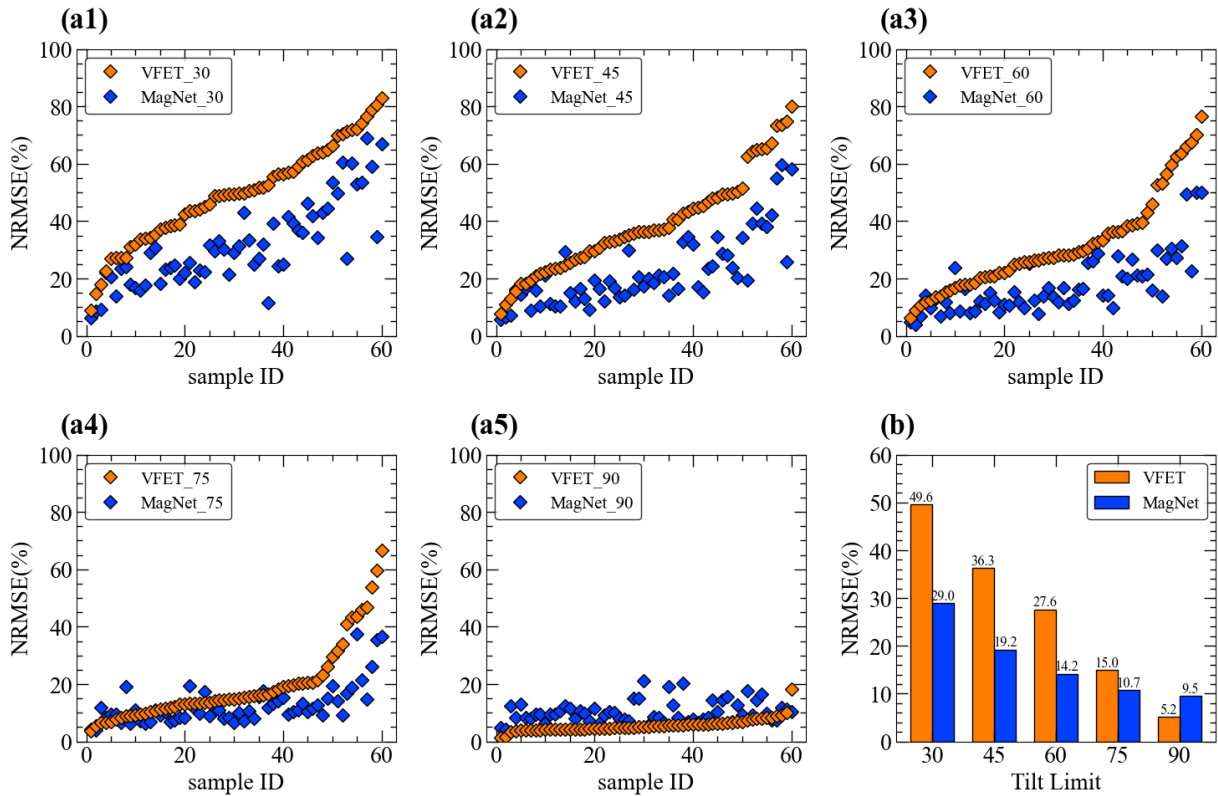 (a1)
100
80
60
40
20
0
NRMSE(%)
VFET_30
MagNet_30
0 20 40 60
sample ID
(a2)
100
80
60
40
20
0
NRMSE(%)
VFET_45
MagNet_45
0 20 40 60
sample ID
(a3)
100
80
60
40
20
0
NRMSE(%)
VFET_60
MagNet_60
0 20 40 60
sample ID
(a4)
100
80
60
40
20
0
NRMSE(%)
VFET_75
MagNet_75
0 20 40 60
sample ID
(a5)
100
80
60
40
20
0
NRMSE(%)
VFET_90
MagNet_90
0 20 40 60
sample ID
(b)
60
50
40
30
20
10
0
NRMSE(%)
VFET
MagNet
49.6
29.0
36.3
19.2
27.6
14.2
15.0
10.7
5.2
9.5
30 45 60 75 90
Tilt Limit